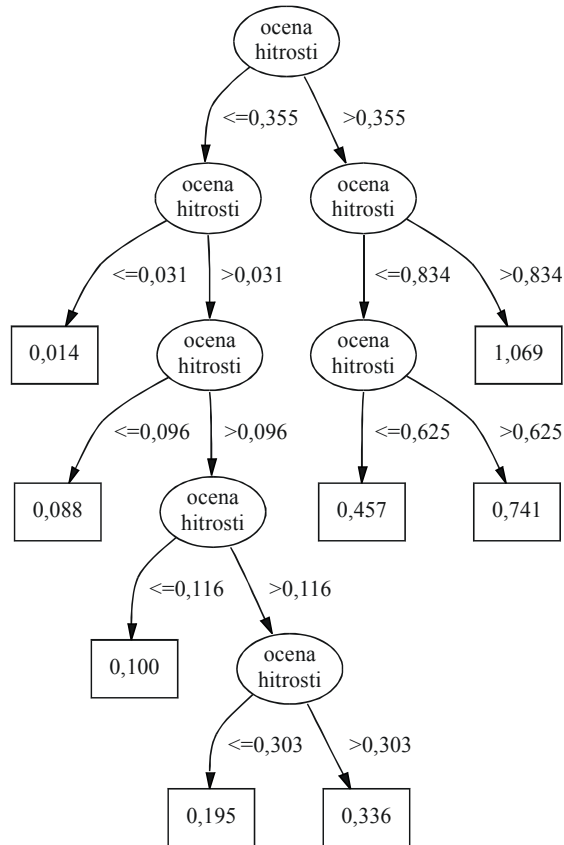 ocena
hitrosti
<=0,355
>0,355
ocena
hitrosti
ocena
hitrosti
<=0,031
>0,031
<=0,834
>0,834
0,014
ocena
hitrosti
ocena
hitrosti
1,069
<=0,096
>0,096
<=0,625
>0,625
0,088
ocena
hitrosti
0,457
0,741
<=0,116
>0,116
0,100
ocena
hitrosti
<=0,303
>0,303
0,195
0,336